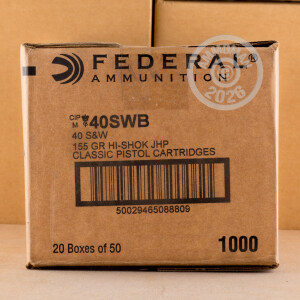 FEDERAL
AMMUNITION
CIP
M 40SWB
40 S&W
155 GR HI-SHOK JHP
CLASSIC PISTOL CARTRIDGES
50029465088809
20 Boxes of 50
1000
2026